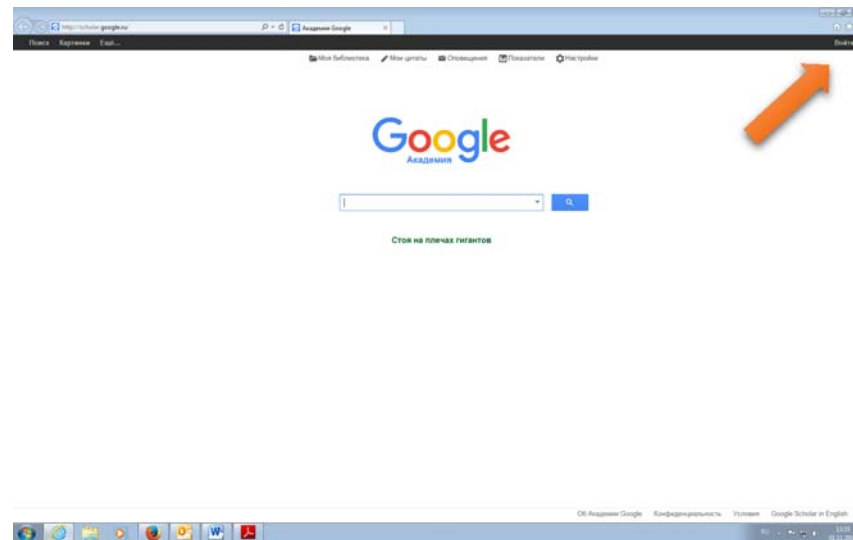 http://scholar.google.ru/
Академия Google
Поиск Картинки Ещё...
Войти
Моя библиотека Мои цитаты Оповещения Показатели Настройки
Google
Академия
Стоя на плечах гигантов
Об Академии Google Конфиденциальность Условия Google Scholar in English
RU